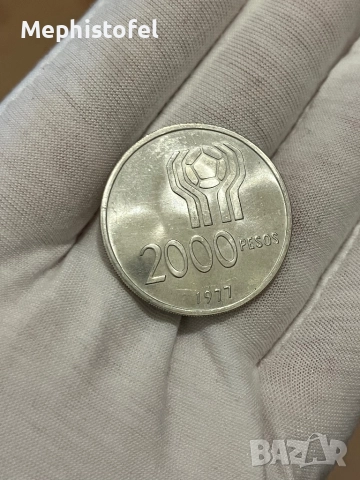 Mephistofel
2000 PESOS
1977
BAZAR